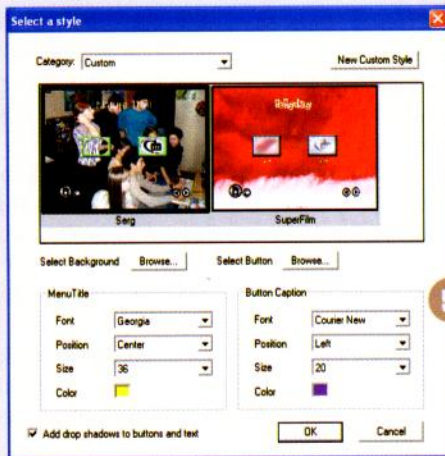 Select a style
Category: Custom
New Custom Style
Serg
SuperFilm
Select Background Browse...
Select Button Browse...
MenuTitle
Font Georgia
Position Center
Size 36
Color
Button Caption
Font Courier New
Position Left
Size 20
Color
Add drop shadows to buttons and text
OK
Cancel